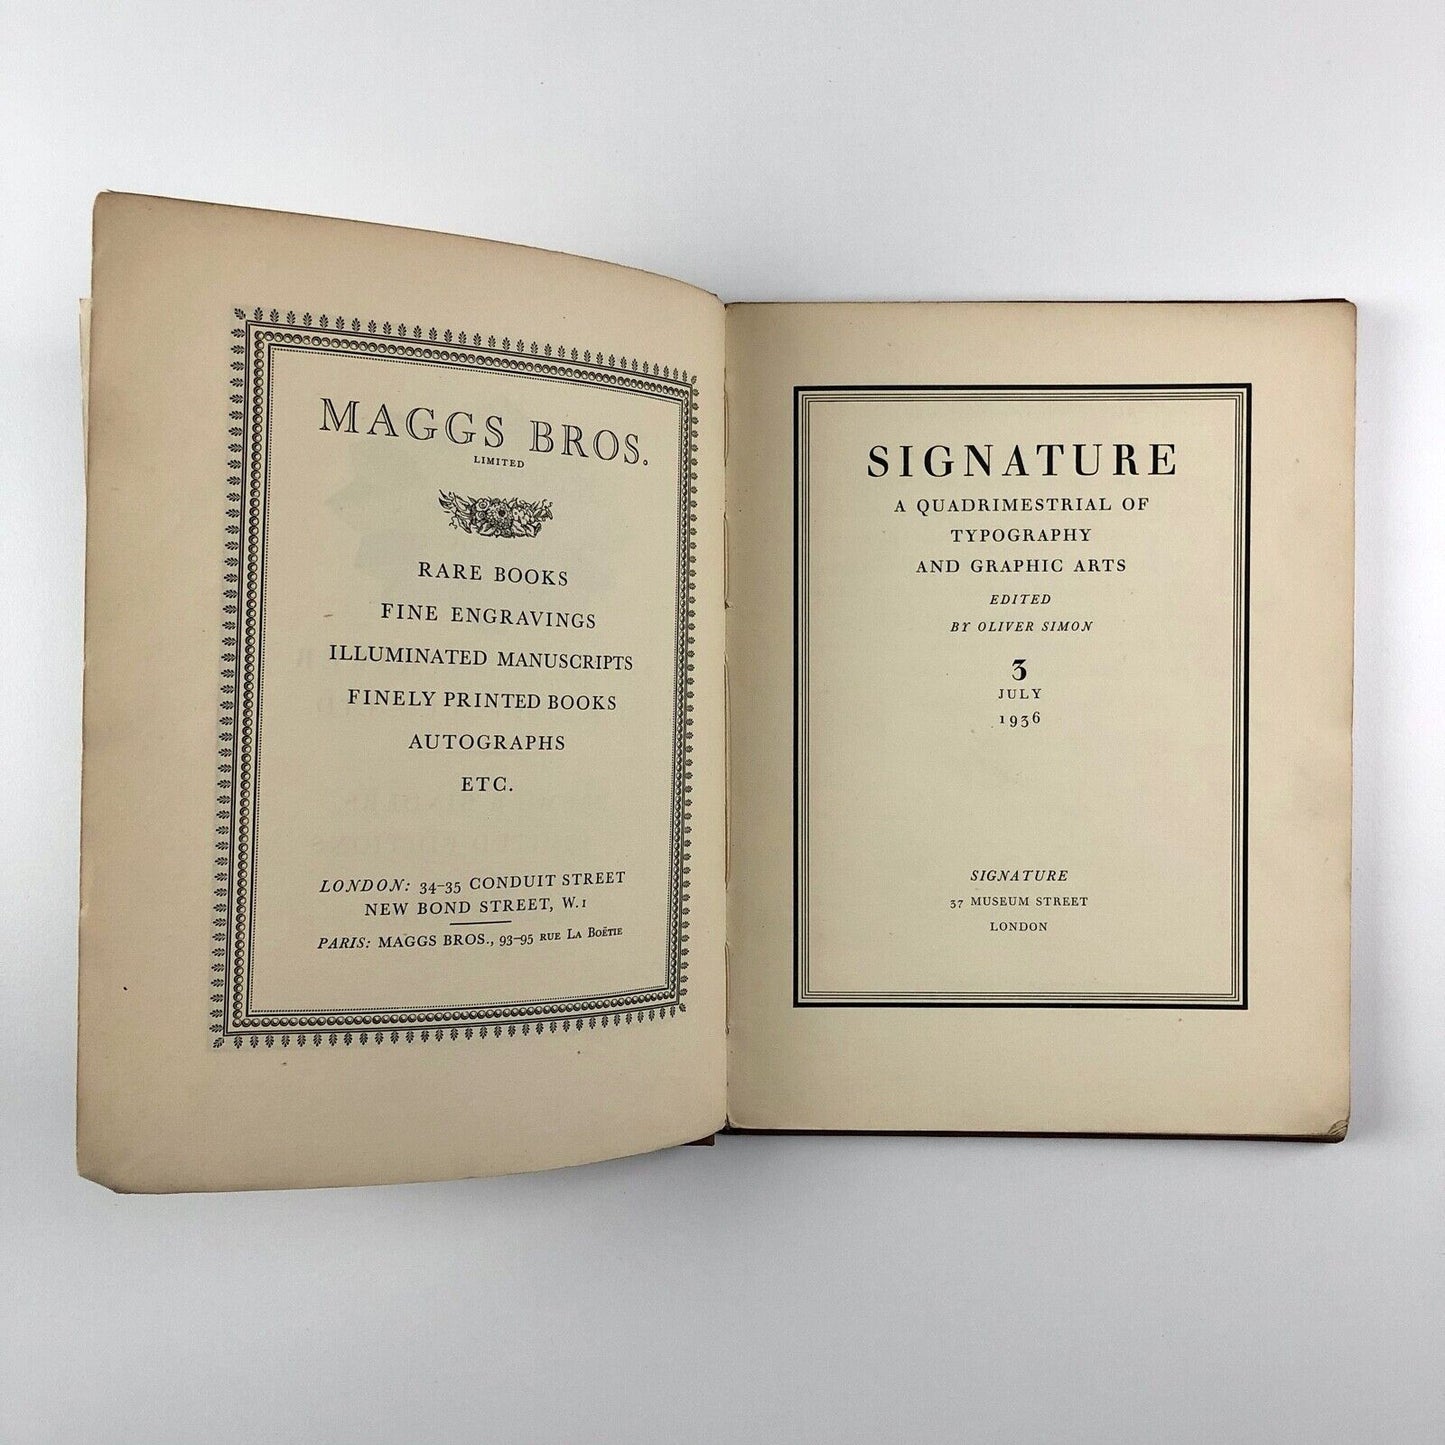 MAGGS BROS.
LIMITED
RARE BOOKS
FINE ENGRAVINGS
ILLUMINATED MANUSCRIPTS
FINELY PRINTED BOOKS
AUTOGRAPHS
ETC.
LONDON: 34–35 CONDUIT STREET
NEW BOND STREET, W.1
PARIS: MAGGS BROS., 93–95 RUE LA BOËTIE
SIGNATURE
A QUADRIMESTRIAL OF
TYPOGRAPHY
AND GRAPHIC ARTS
EDITED
BY OLIVER SIMON
3
JULY
1936
SIGNATURE
37 MUSEUM STREET
LONDON